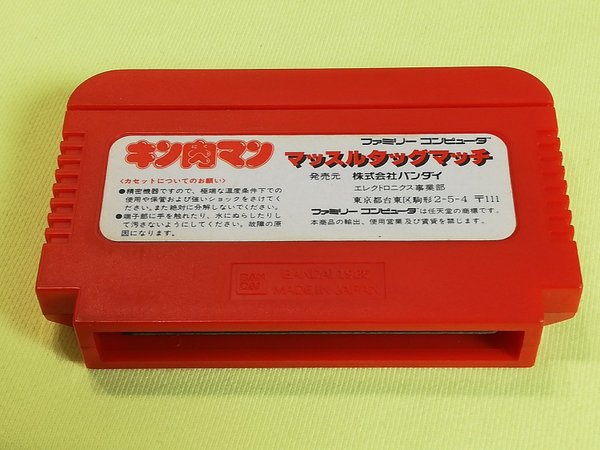 キン肉マン
ファミリー コンピュータ
マッスルタッグマッチ
〈カセットについてのお願い〉
●精密機器ですので、極端な温度条件下での
使用や保管および強いショックをさけてく
ださい。また絶対に分解しないでください。
●端子部に手を触れたり、水にぬらしたりし
て汚さないようにしてください。故障の原
因になります。
発売元 株式会社バンダイ
エレクトロニクス事業部
東京都台東区駒形2-5-4 〒111
ファミリー コンピュータは任天堂の商標です。
本商品の輸出、使用営業及び賃貸を禁じます。
BAN
DAI
BANDAI 1985
MADE IN JAPAN